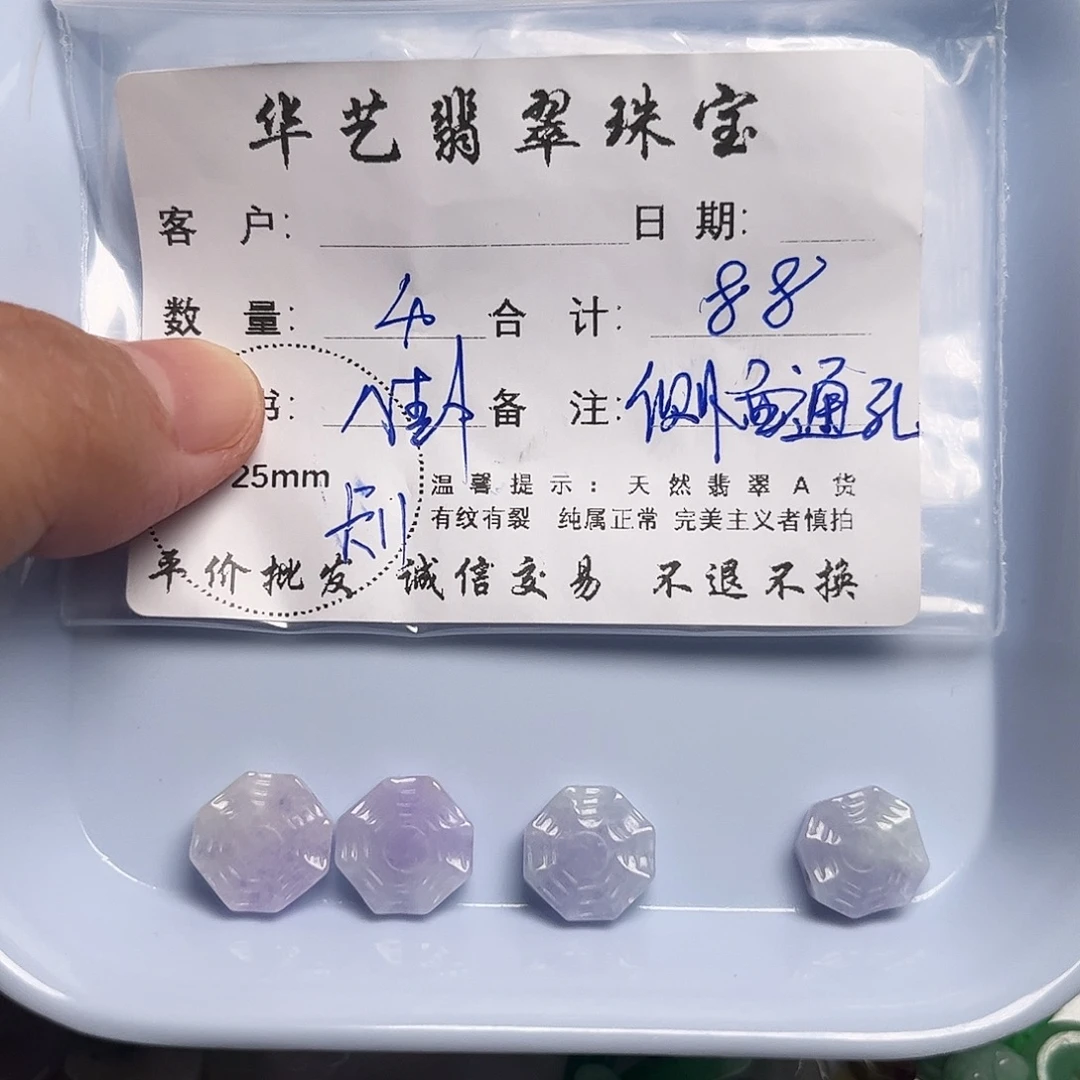 华艺翡翠珠宝
客 户: 日 期:
数 量: 4 合 计: 88
书: 八卦 备 注: 侧面通孔
25mm
温馨提示: 天然翡翠A货
有纹有裂 纯属正常 完美主义者慎拍
平价批发 诚信交易 不退不换